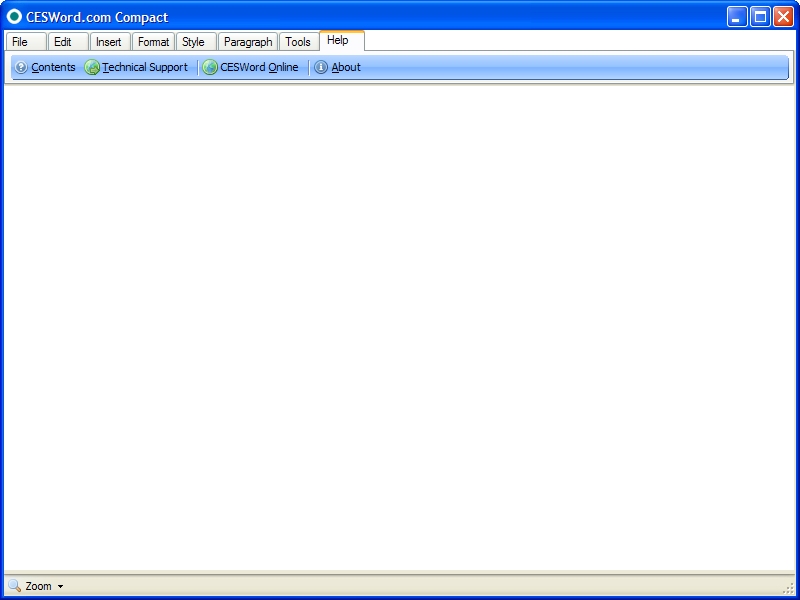 CESWord.com Compact
File Edit Insert Format Style Paragraph Tools Help
Contents Technical Support CESWord Online About
Zoom